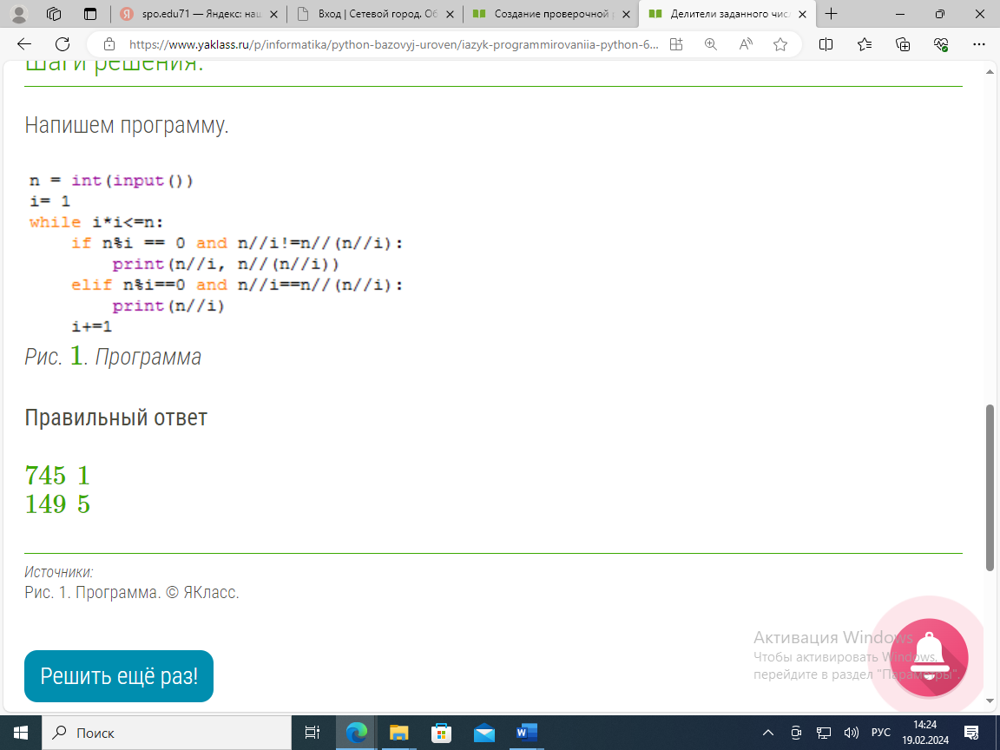 spo.edu71 — Яндекс: наш
Вход | Сетевой город. Об
Создание проверочной р
Делители заданного числ
https://www.yaklass.ru/p/informatika/python-bazovyj-uroven/iazyk-programmirovaniia-python-6...
Шаги решения:
Напишем программу.
n = int(input())
i= 1
while i*i<=n:
if n%i == 0 and n//i!=n//(n//i):
print(n//i, n//(n//i))
elif n%i==0 and n//i==n//(n//i):
print(n//i)
i+=1
Рис. 1. Программа
Правильный ответ
745 1
149 5
Источники:
Рис. 1. Программа. © ЯКласс.
Активация Windows
Чтобы активировать Windows,
перейдите в раздел "Параметры".
Решить ещё раз!
Поиск
РУС
14:24
19.02.2024